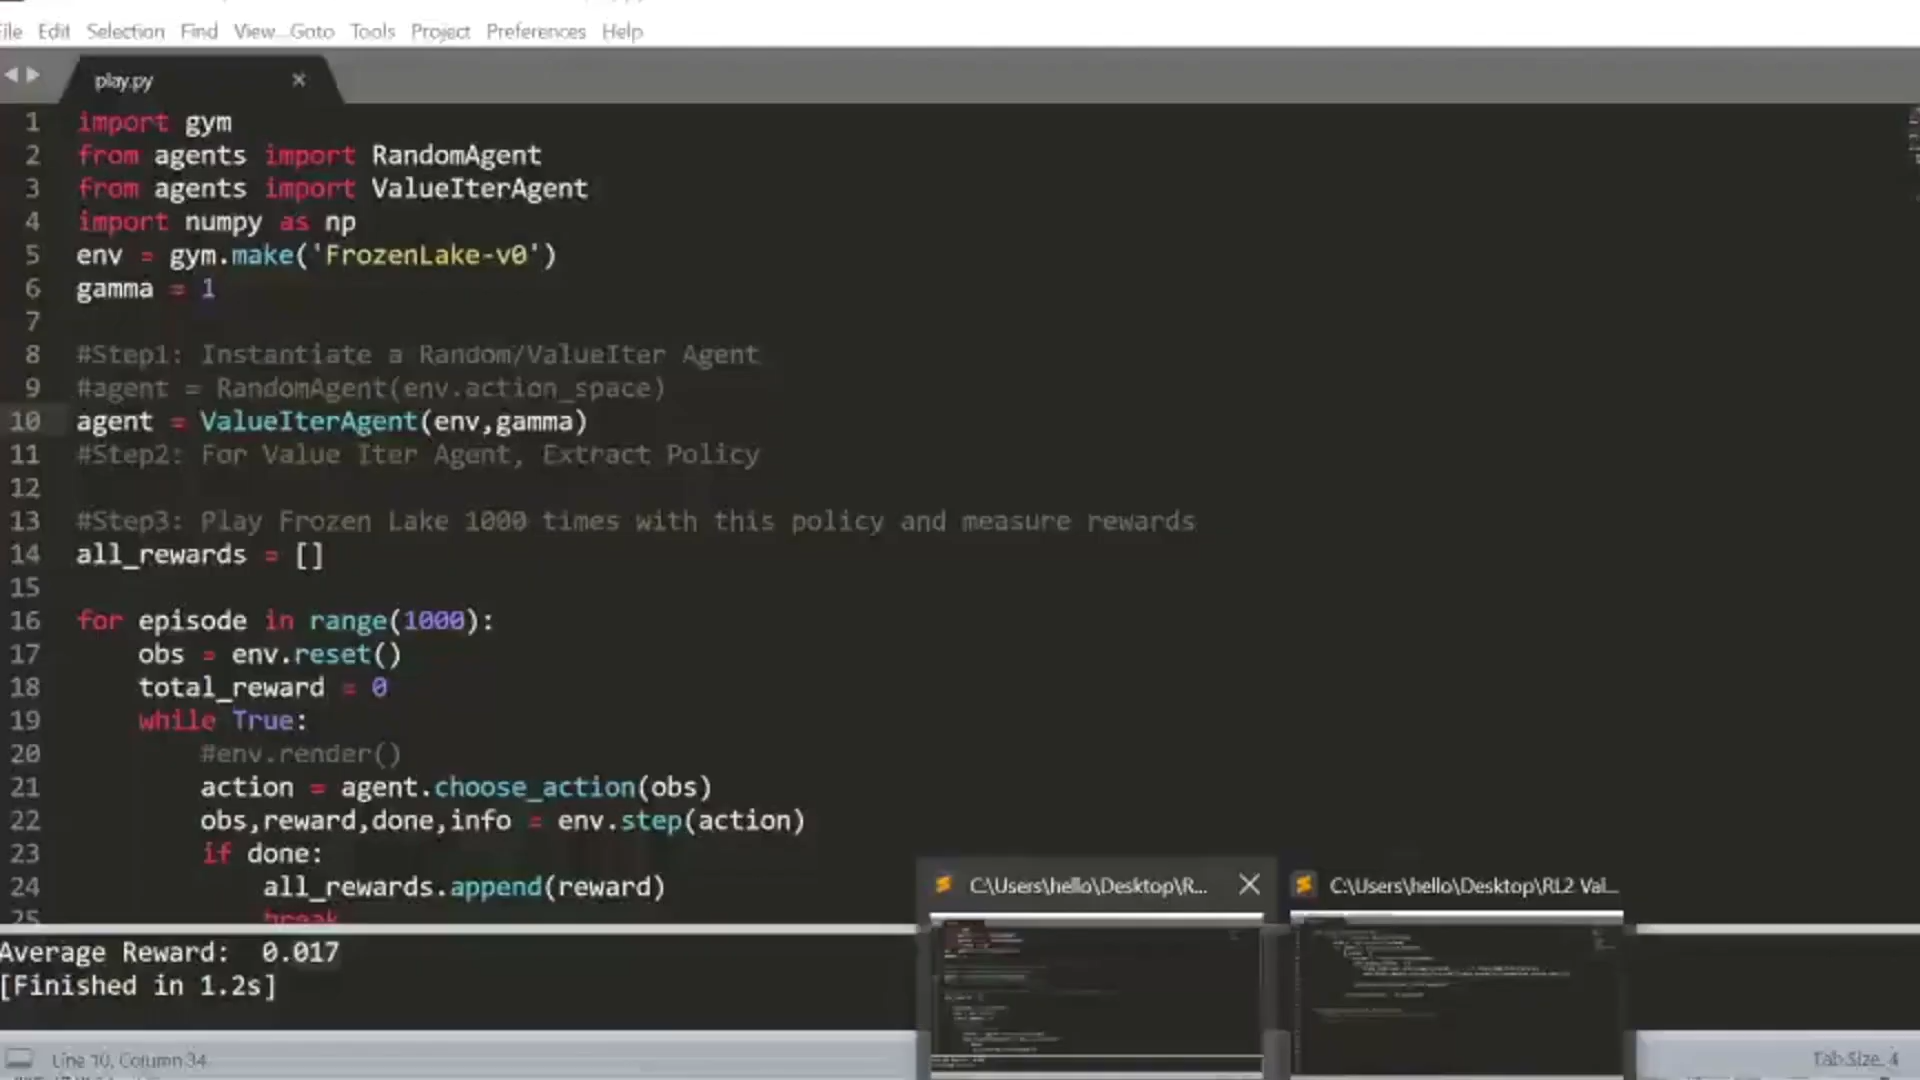 File Edit Selection Find View Goto Tools Project Preferences Help
play.py
1 import gym
2 from agents import RandomAgent
3 from agents import ValueIterAgent
4 import numpy as np
5 env = gym.make('FrozenLake-v0')
6 gamma = 1
7
8 #Step1: Instantiate a Random/ValueIter Agent
9 #agent = RandomAgent(env.action_space)
10 agent = ValueIterAgent(env,gamma)
11 #Step2: For Value Iter Agent, Extract Policy
12
13 #Step3: Play Frozen Lake 1000 times with this policy and measure rewards
14 all_rewards = []
15
16 for episode in range(1000):
17 obs = env.reset()
18 total_reward = 0
19 while True:
20 #env.render()
21 action = agent.choose_action(obs)
22 obs,reward,done,info = env.step(action)
23 if done:
24 all_rewards.append(reward)
25 break
C:\Users\hello\Desktop\R...
C:\Users\hello\Desktop\RL2 Val...
Average Reward: 0.017
[Finished in 1.2s]
Line 10, Column 34
Tab Size: 4